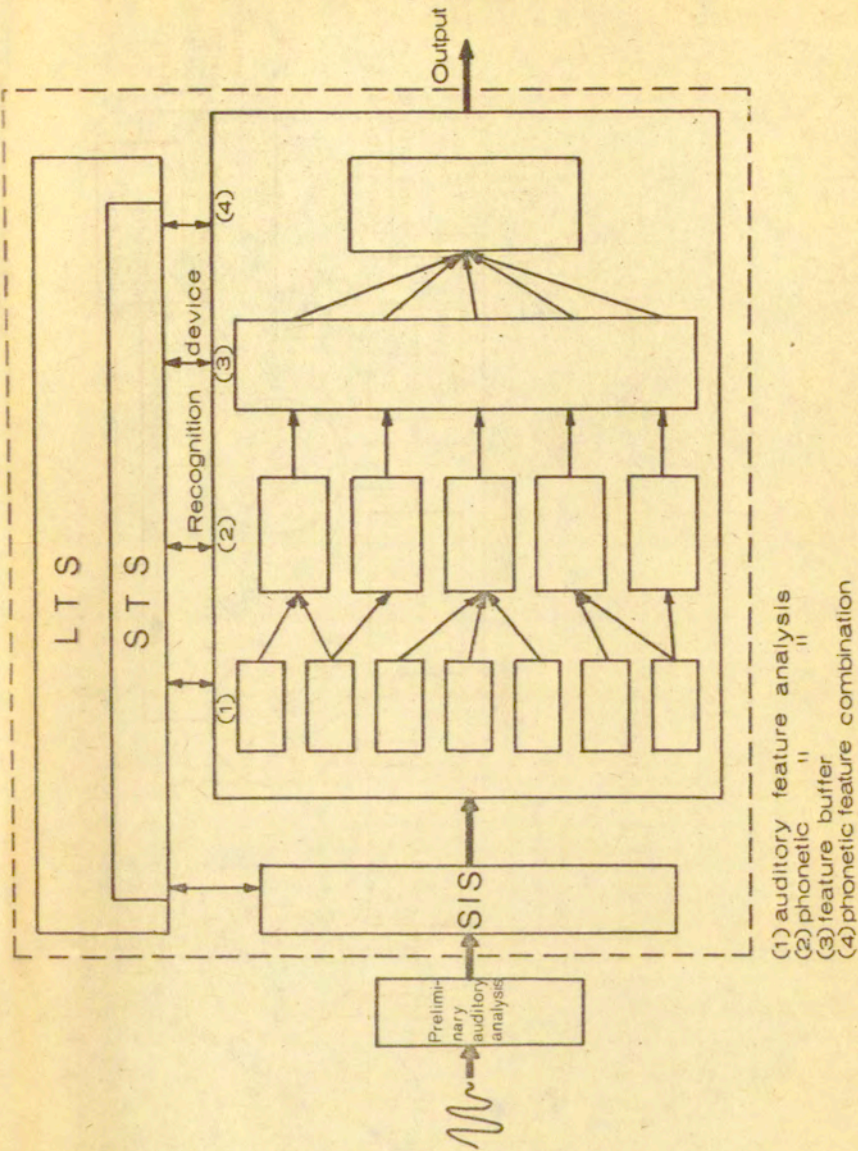 LTS
STS
Recognition device
(1)
(2)
(3)
(4)
Output
SIS
Prelimi-
nary
auditory
analysis
(1) auditory feature analysis
(2) phonetic " "
(3) feature buffer
(4) phonetic feature combination